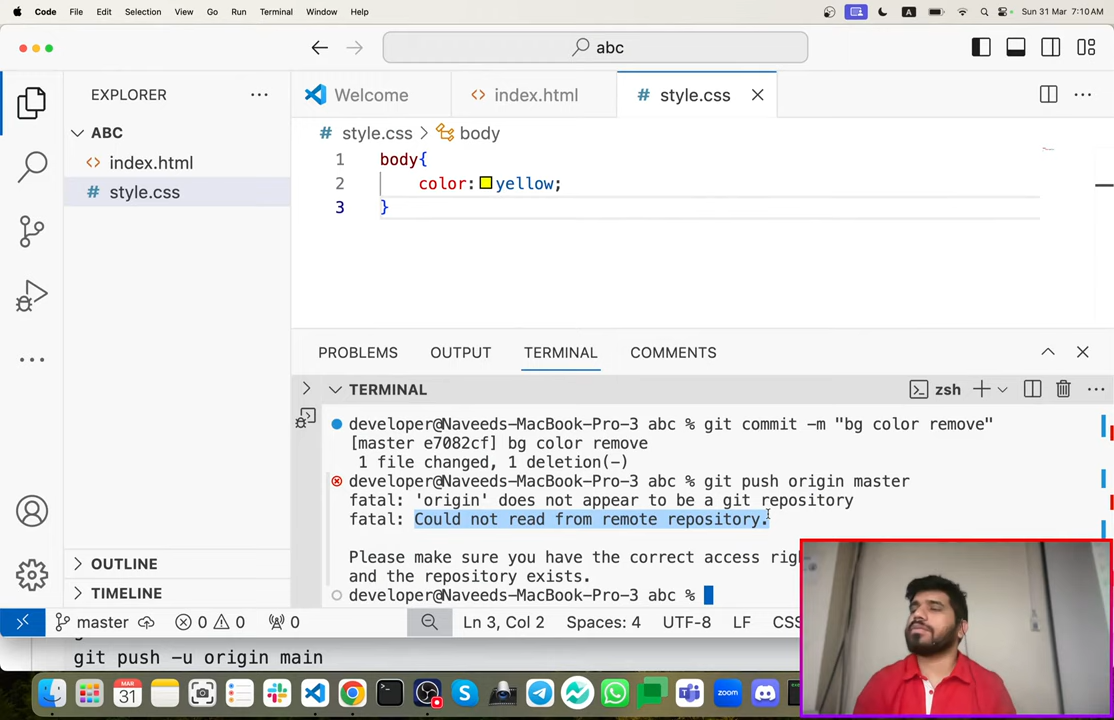 Code File Edit Selection View Go Run Terminal Window Help A Sun 31 Mar 7:10 AM
abc
EXPLORER
Welcome
index.html
style.css
ABC
style.css > body
index.html
style.css
1 body{
2 color: yellow;
3 }
PROBLEMS OUTPUT TERMINAL COMMENTS
TERMINAL
zsh
developer@Naveeds-MacBook-Pro-3 abc % git commit -m "bg color remove"
[master e7082cf] bg color remove
1 file changed, 1 deletion(-)
developer@Naveeds-MacBook-Pro-3 abc % git push origin master
fatal: 'origin' does not appear to be a git repository
fatal: Could not read from remote repository.
Please make sure you have the correct access rig
and the repository exists.
developer@Naveeds-MacBook-Pro-3 abc %
OUTLINE
TIMELINE
master 0 0 0 Ln 3, Col 2 Spaces: 4 UTF-8 LF CSS
git push -u origin main
MAR
31
zoom